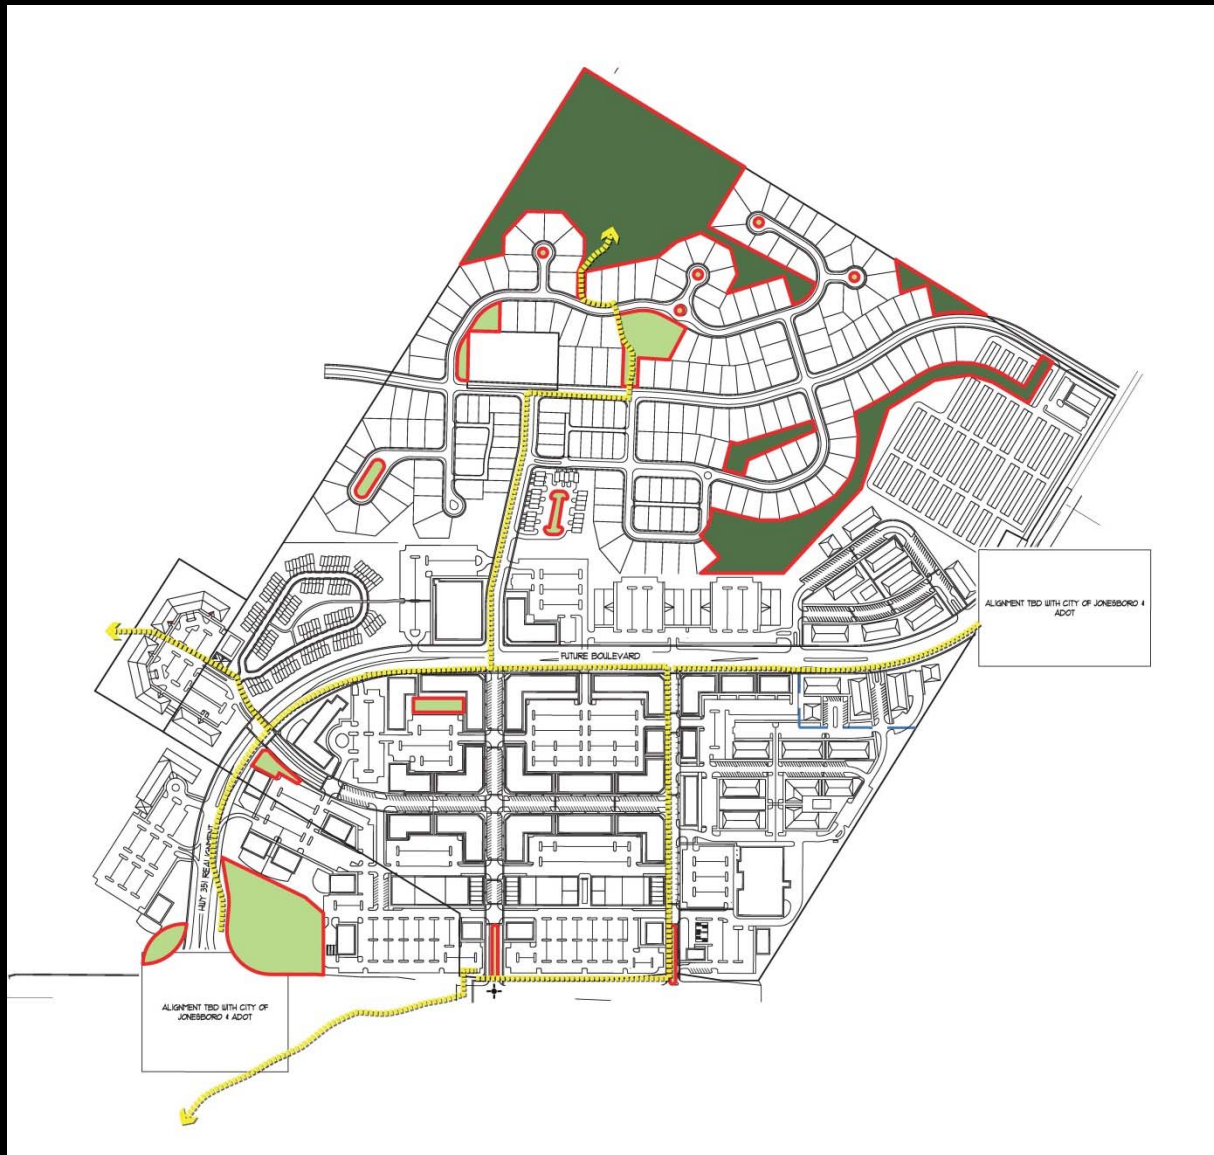 ALIGNMENT TBD WITH CITY OF JONESBORO &
ADOT
FUTURE BOULEVARD
HWY 351 REALIGNMENT
ALIGNMENT TBD WITH CITY OF
JONESBORO & ADOT